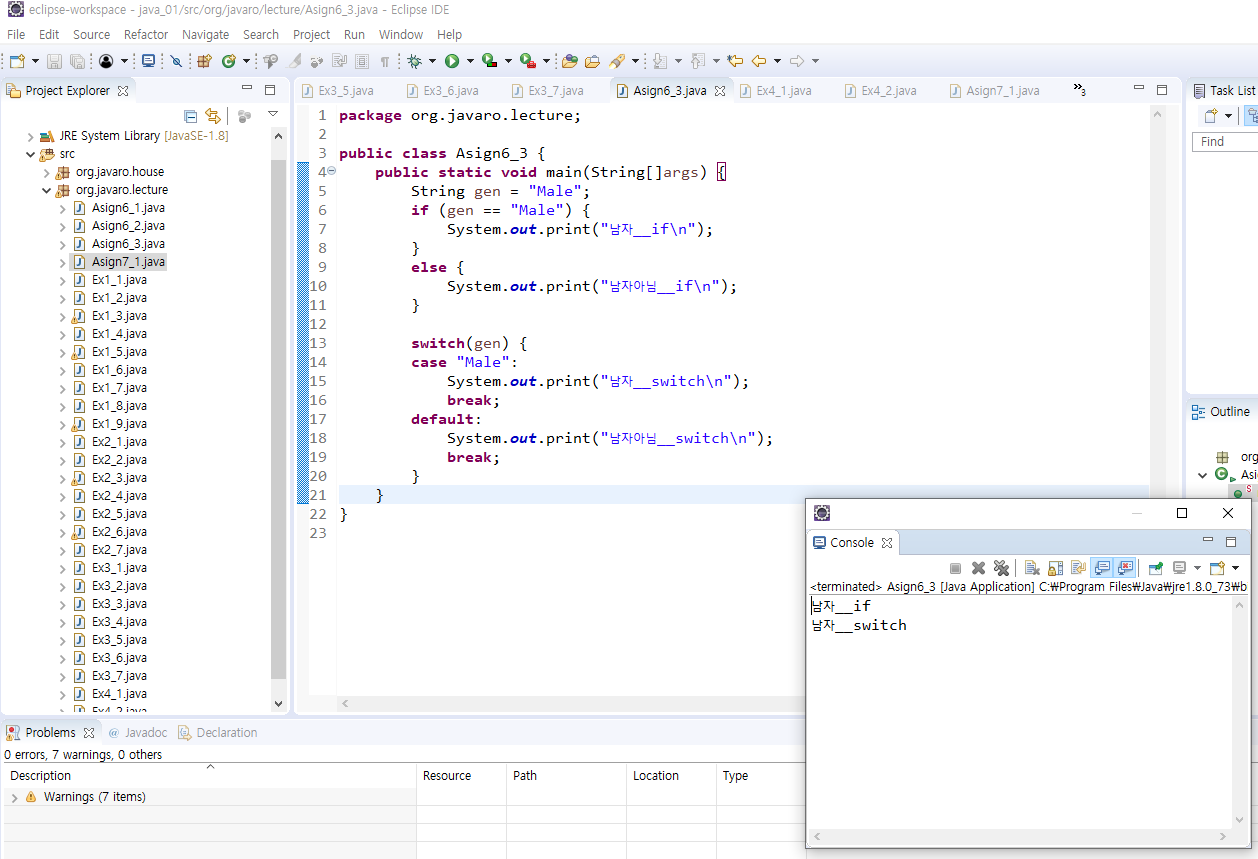 eclipse-workspace - java_01/src/org/javaro/lecture/Asign6_3.java - Eclipse IDE
File Edit Source Refactor Navigate Search Project Run Window Help
Project Explorer
JRE System Library [JavaSE-1.8]
src
org.javaro.house
org.javaro.lecture
Asign6_1.java
Asign6_2.java
Asign6_3.java
Asign7_1.java
Ex1_1.java
Ex1_2.java
Ex1_3.java
Ex1_4.java
Ex1_5.java
Ex1_6.java
Ex1_7.java
Ex1_8.java
Ex1_9.java
Ex2_1.java
Ex2_2.java
Ex2_3.java
Ex2_4.java
Ex2_5.java
Ex2_6.java
Ex2_7.java
Ex3_1.java
Ex3_2.java
Ex3_3.java
Ex3_4.java
Ex3_5.java
Ex3_6.java
Ex3_7.java
Ex4_1.java
Ex4_2.java
Ex3_5.java Ex3_6.java Ex3_7.java Asign6_3.java Ex4_1.java Ex4_2.java Asign7_1.java »3
1 package org.javaro.lecture;
2
3 public class Asign6_3 {
4 public static void main(String[]args) {
5 String gen = "Male";
6 if (gen == "Male") {
7 System.out.print("남자__if\n");
8 }
9 else {
10 System.out.print("남자아님__if\n");
11 }
12
13 switch(gen) {
14 case "Male":
15 System.out.print("남자__switch\n");
16 break;
17 default:
18 System.out.print("남자아님__switch\n");
19 break;
20 }
21 }
22 }
23
Task List
Find
Outline
org
Asi
S
Console
<terminated> Asign6_3 [Java Application] C:₩Program Files₩Java₩jre1.8.0_73₩b
남자__if
남자__switch
Problems @ Javadoc Declaration
0 errors, 7 warnings, 0 others
Description Resource Path Location Type
Warnings (7 items)